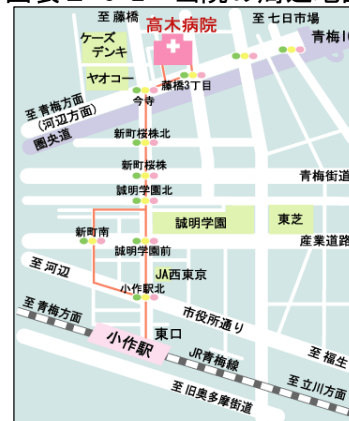 至 藤橋
高木病院
至 七日市場
ケーズ
デンキ
ヤオコー
藤橋3丁目
今寺
至 青梅方面
(河辺方面)
圏央道
新町桜株北
新町桜株
青梅街道
誠明学園北
誠明学園
東芝
新町南
産業道路
誠明学園前
至 河辺
JA西東京
小作駅北
至 青梅方面
市役所通り
東口
小作駅
JR青梅線
至 福生
至 立川方面
至 旧奥多摩街道